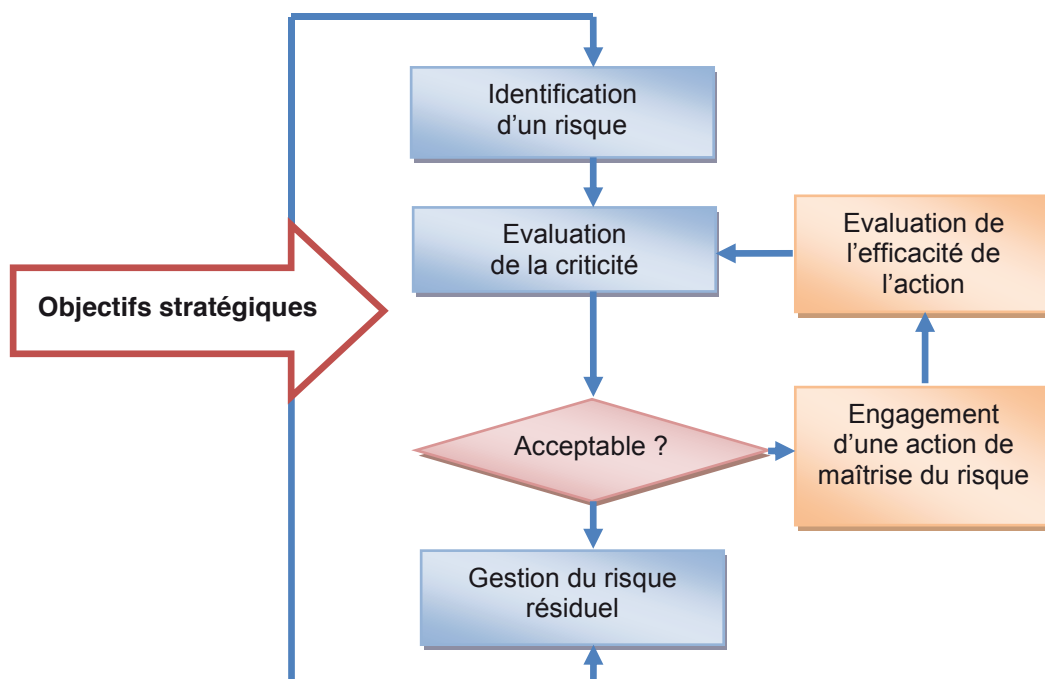 Identification
d’un risque
Evaluation
de la criticité
Evaluation de
l’efficacité de
l’action
Objectifs stratégiques
Acceptable ?
Engagement
d’une action de
maîtrise du risque
Gestion du risque
résiduel